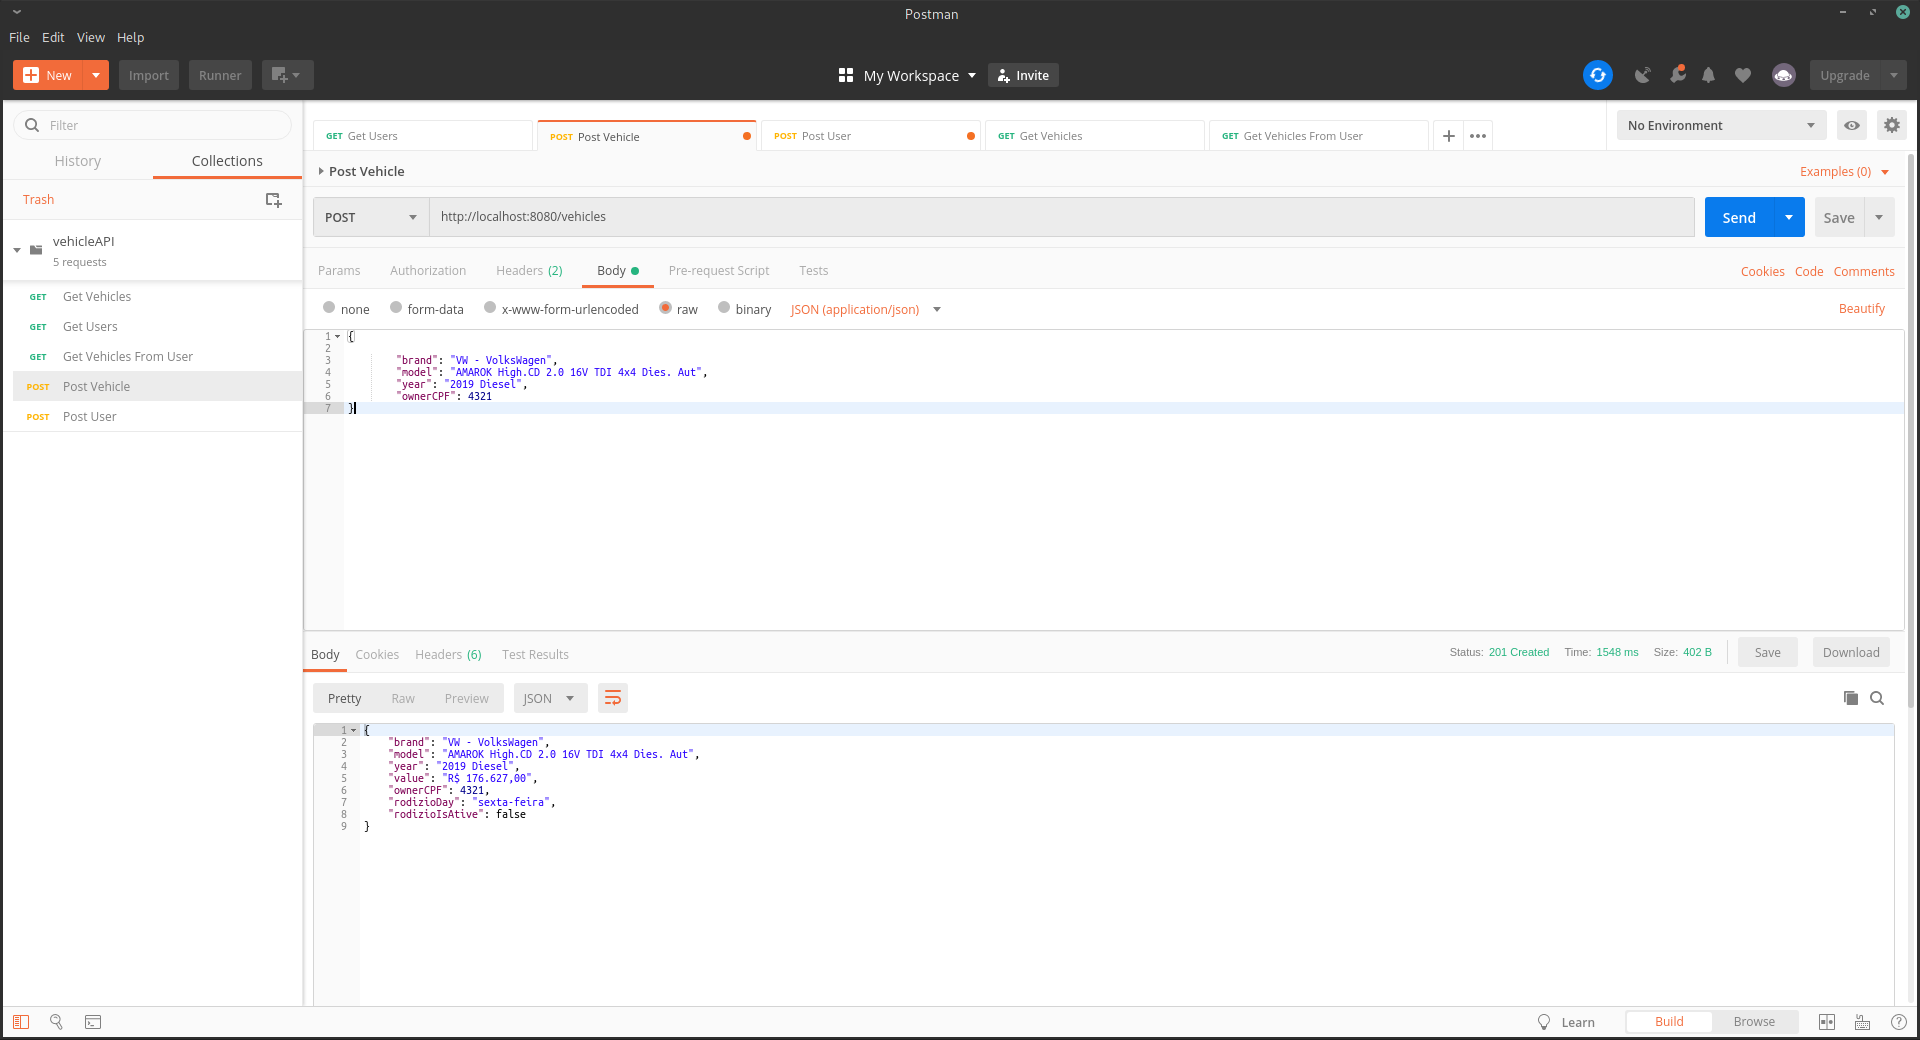 Postman
File Edit View Help
New Import Runner My Workspace Invite Upgrade
Filter
History Collections
Trash
vehicleAPI
5 requests
GET Get Vehicles
GET Get Users
GET Get Vehicles From User
POST Post Vehicle
POST Post User
GET Get Users POST Post Vehicle POST Post User GET Get Vehicles GET Get Vehicles From User + ••• No Environment
Post Vehicle Examples (0)
POST http://localhost:8080/vehicles Send Save
Params Authorization Headers (2) Body Pre-request Script Tests Cookies Code Comments
none form-data x-www-form-urlencoded raw binary JSON (application/json) Beautify
1 {
2
3 "brand": "VW - VolksWagen",
4 "model": "AMAROK High.CD 2.0 16V TDI 4x4 Dies. Aut",
5 "year": "2019 Diesel",
6 "ownerCPF": 4321
7 }
Body Cookies Headers (6) Test Results Status: 201 Created Time: 1548 ms Size: 402 B Save Download
Pretty Raw Preview JSON
1 {
2 "brand": "VW - VolksWagen",
3 "model": "AMAROK High.CD 2.0 16V TDI 4x4 Dies. Aut",
4 "year": "2019 Diesel",
5 "value": "R$ 176.627,00",
6 "ownerCPF": 4321,
7 "rodizioDay": "sexta-feira",
8 "rodizioIsAtive": false
9 }
Learn Build Browse ?